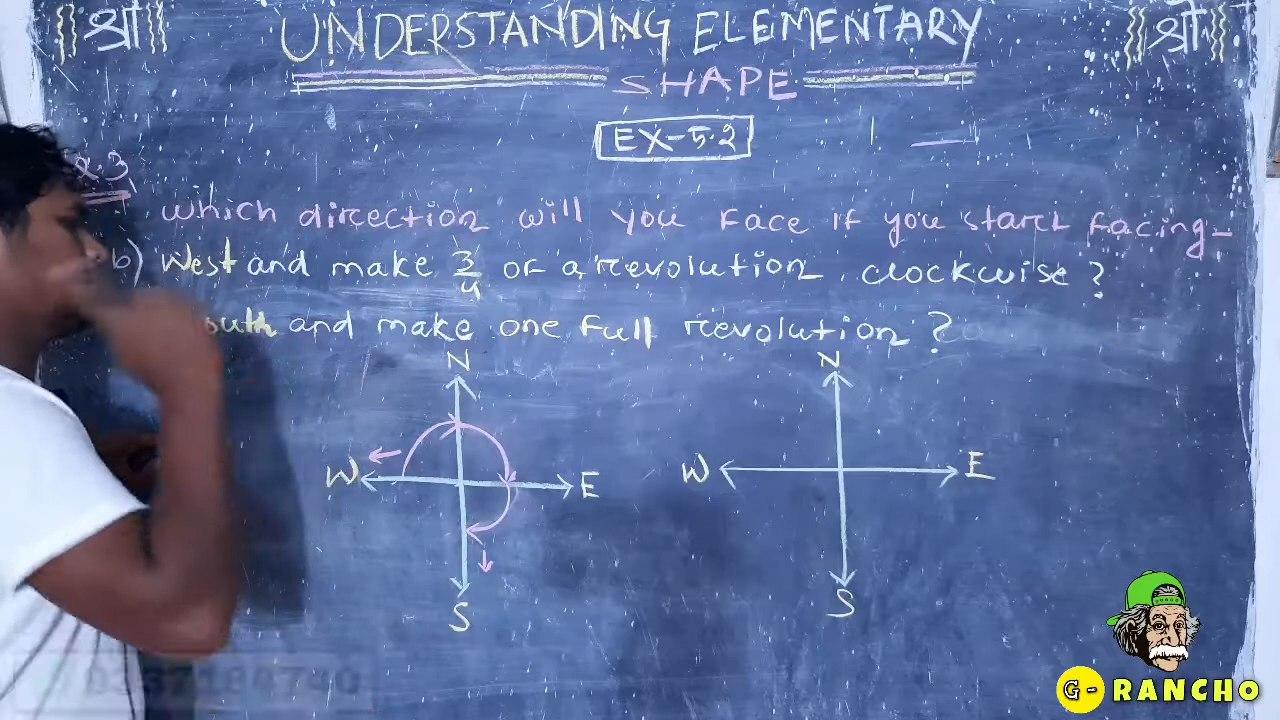 श्री UNDERSTANDING ELEMENTARY श्री
SHAPE
EX-5.2
Which direction will you face if you start facing-
b) West and make 3/4 of a revolution clockwise?
and make one full revolution?
N
W E
S
N
W E
S
G-RANCHO